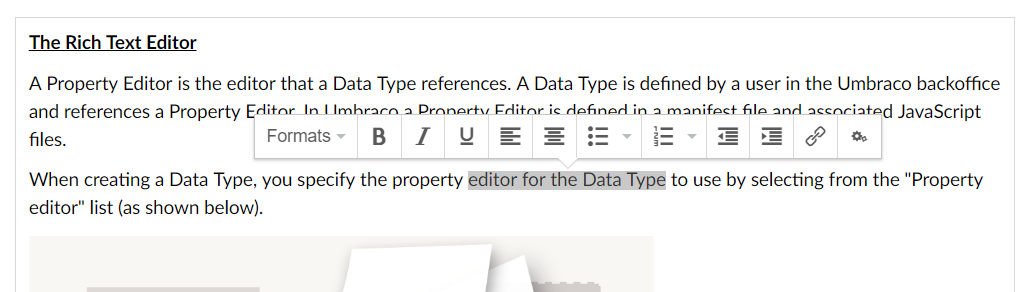 The Rich Text Editor
A Property Editor is the editor that a Data Type references. A Data Type is defined by a user in the Umbraco backoffice
and references a Property Editor. In Umbraco a Property Editor is defined in a manifest file and associated JavaScript
files.
Formats B I U
When creating a Data Type, you specify the property editor for the Data Type to use by selecting from the "Property
editor" list (as shown below).